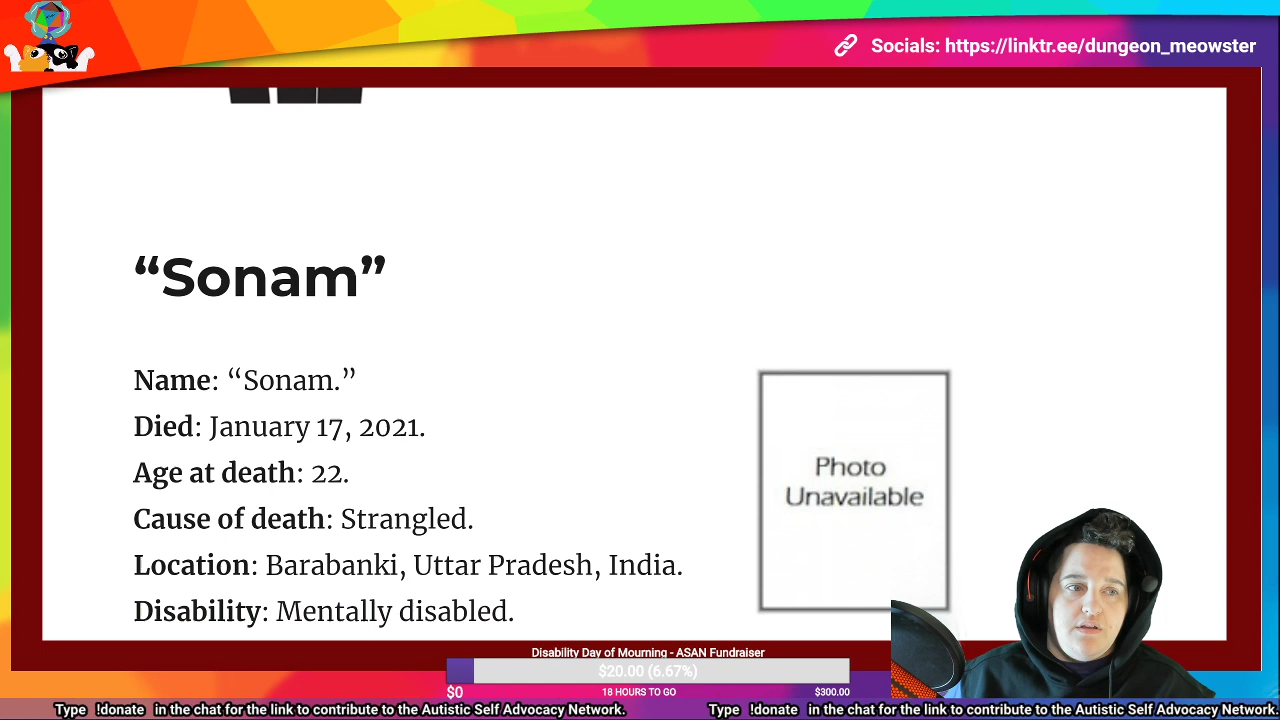 Socials: https://linktr.ee/dungeon_meowster
“Sonam”
Name: “Sonam.”
Died: January 17, 2021.
Age at death: 22.
Cause of death: Strangled.
Location: Barabanki, Uttar Pradesh, India.
Disability: Mentally disabled.
Photo
Unavailable
Disability Day of Mourning - ASAN Fundraiser
$20.00 (6.67%)
$0 18 HOURS TO GO $300.00
Type !donate in the chat for the link to contribute to the Autistic Self Advocacy Network. Type !donate in the chat for the link to contribute to the Autistic Self Advocacy Network.